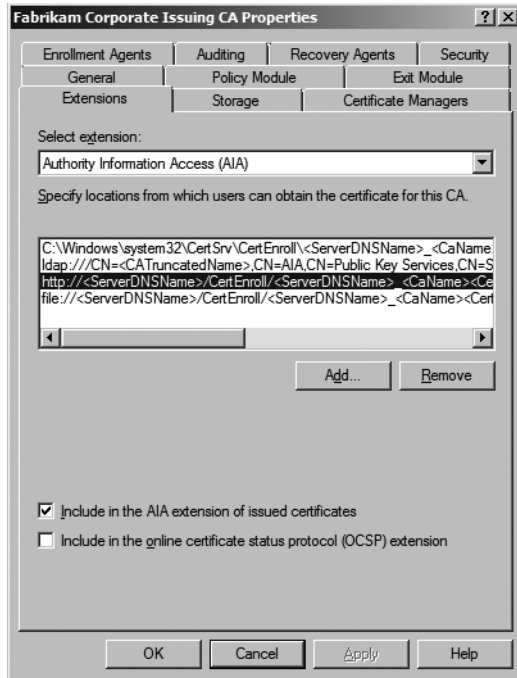 Fabrikam Corporate Issuing CA Properties
Enrollment Agents Auditing Recovery Agents Security
General Policy Module Exit Module
Extensions Storage Certificate Managers
Select extension:
Authority Information Access (AIA)
Specify locations from which users can obtain the certificate for this CA.
C:\Windows\system32\CertSrv\CertEnroll\<ServerDNSName>_<CaName
ldap:///CN=<CATruncatedName>,CN=AIA,CN=Public Key Services,CN=S
http://<ServerDNSName>/CertEnroll/<ServerDNSName>_<CaName><Ce
file://<ServerDNSName>/CertEnroll/<ServerDNSName>_<CaName><Cert
Add... Remove
Include in the AIA extension of issued certificates
Include in the online certificate status protocol (OCSP) extension
OK Cancel Apply Help